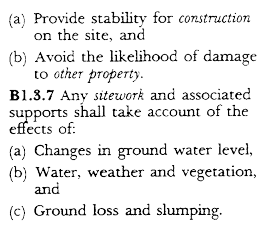 (a) Provide stability for construction
on the site, and
(b) Avoid the likelihood of damage
to other property.
B1.3.7 Any sitework and associated
supports shall take account of the
effects of:
(a) Changes in ground water level,
(b) Water, weather and vegetation,
and
(c) Ground loss and slumping.